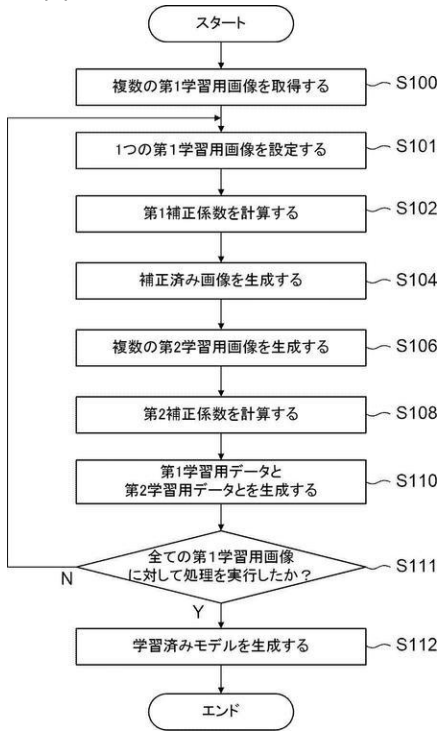 スタート
複数の第1学習用画像を取得する
S100
1つの第1学習用画像を設定する
S101
第1補正係数を計算する
S102
補正済み画像を生成する
S104
複数の第2学習用画像を生成する
S106
第2補正係数を計算する
S108
第1学習用データと
第2学習用データとを生成する
S110
全ての第1学習用画像
に対して処理を実行したか？
S111
N
Y
学習済みモデルを生成する
S112
エンド